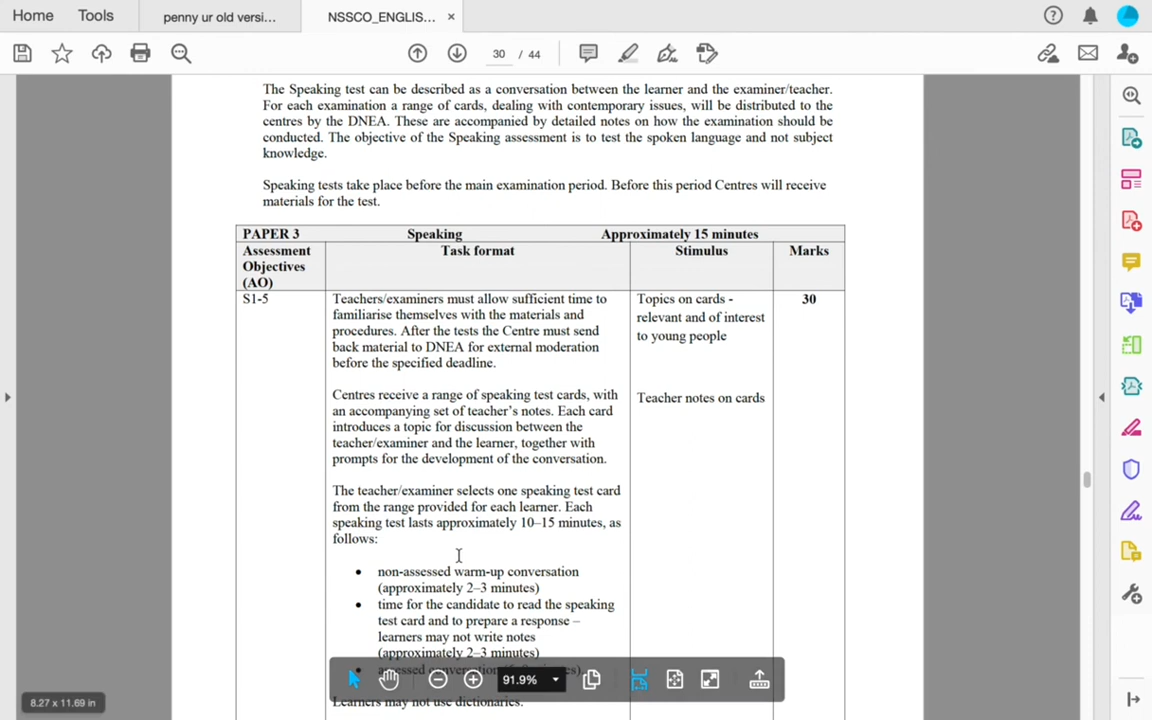 Home
Tools
penny ur old versi...
NSSCO_ENGLIS...
30 / 44
The Speaking test can be described as a conversation between the learner and the examiner/teacher.
For each examination a range of cards, dealing with contemporary issues, will be distributed to the
centres by the DNEA. These are accompanied by detailed notes on how the examination should be
conducted. The objective of the Speaking assessment is to test the spoken language and not subject
knowledge.
Speaking tests take place before the main examination period. Before this period Centres will receive
materials for the test.
PAPER 3 Speaking Approximately 15 minutes
Assessment
Objectives
(AO)
Task format
Stimulus
Marks
S1-5
Teachers/examiners must allow sufficient time to
familiarise themselves with the materials and
procedures. After the tests the Centre must send
back material to DNEA for external moderation
before the specified deadline.
Centres receive a range of speaking test cards, with
an accompanying set of teacher's notes. Each card
introduces a topic for discussion between the
teacher/examiner and the learner, together with
prompts for the development of the conversation.
The teacher/examiner selects one speaking test card
from the range provided for each learner. Each
speaking test lasts approximately 10–15 minutes, as
follows:
• non-assessed warm-up conversation
(approximately 2–3 minutes)
• time for the candidate to read the speaking
test card and to prepare a response –
learners may not write notes
(approximately 2–3 minutes)
assessed conversation
Learners may not use dictionaries.
Topics on cards -
relevant and of interest
to young people
Teacher notes on cards
30
91.9%
8.27 x 11.69 in